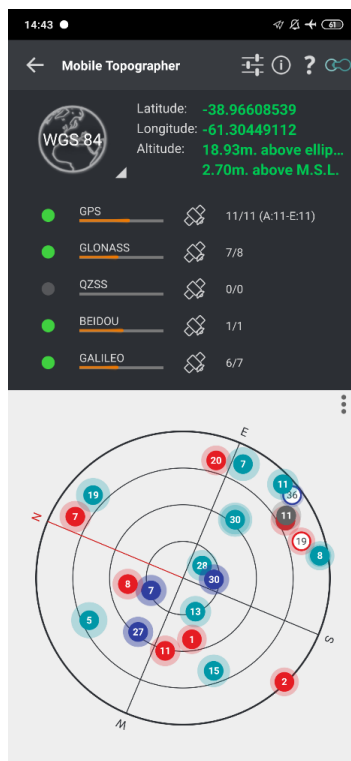 14:43
61
Mobile Topographer
?
WGS 84
Latitude: -38.96608539
Longitude: -61.30449112
Altitude: 18.93m. above ellip...
2.70m. above M.S.L.
GPS 11/11 (A:11-E:11)
GLONASS 7/8
QZSS 0/0
BEIDOU 1/1
GALILEO 6/7
E
20
7
11
36
19
7
30
11
N
19
8
28
30
8
7
13
5
27
1
S
11
15
2
W